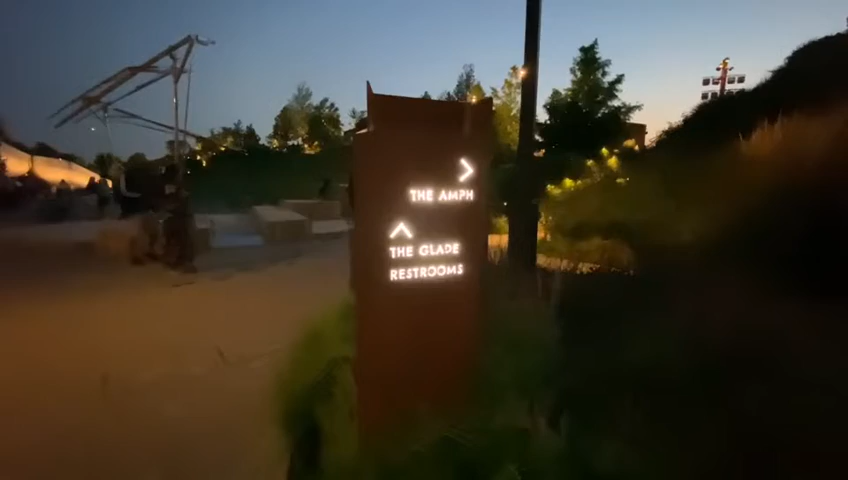 >
THE AMPH
^
THE GLADE
RESTROOMS